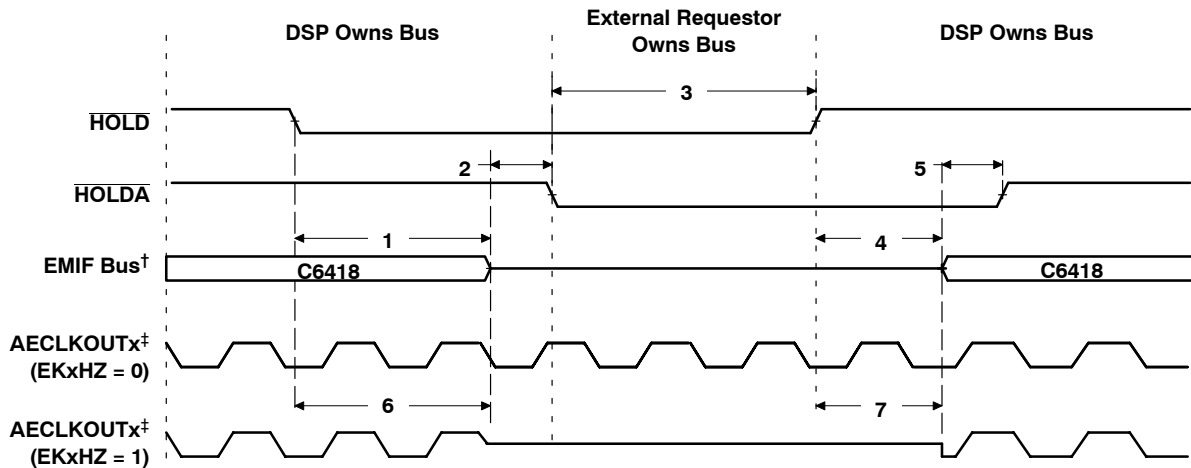 DSP Owns Bus
External Requestor
Owns Bus
DSP Owns Bus
3
HOLD
2
5
HOLDA
1
4
EMIF Bus†
C6418
C6418
AECLKOUTx‡
(EKxHZ = 0)
6
7
AECLKOUTx‡
(EKxHZ = 1)